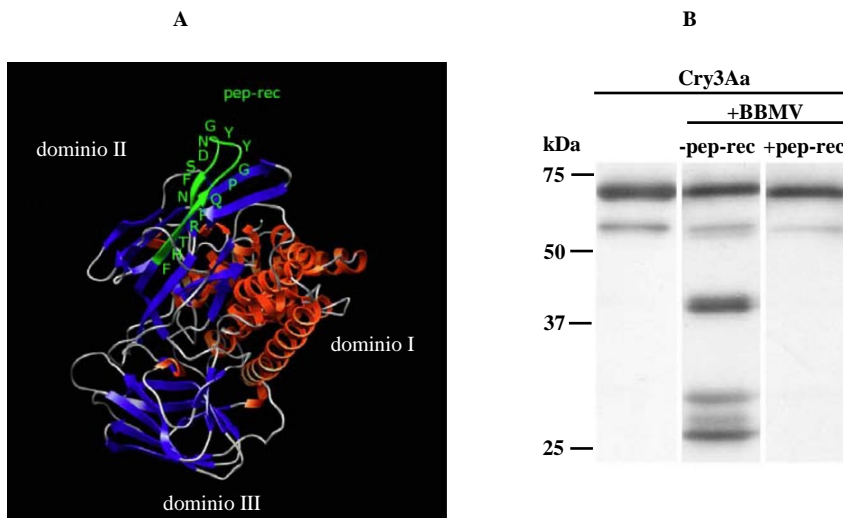 A
B
pep-rec
dominio II
G
Y
N
Y
D
S
G
F
P
N
Q
R
T
R
F
dominio I
dominio III
Cry3Aa
+BBMV
kDa
-pep-rec +pep-rec
75
50
37
25